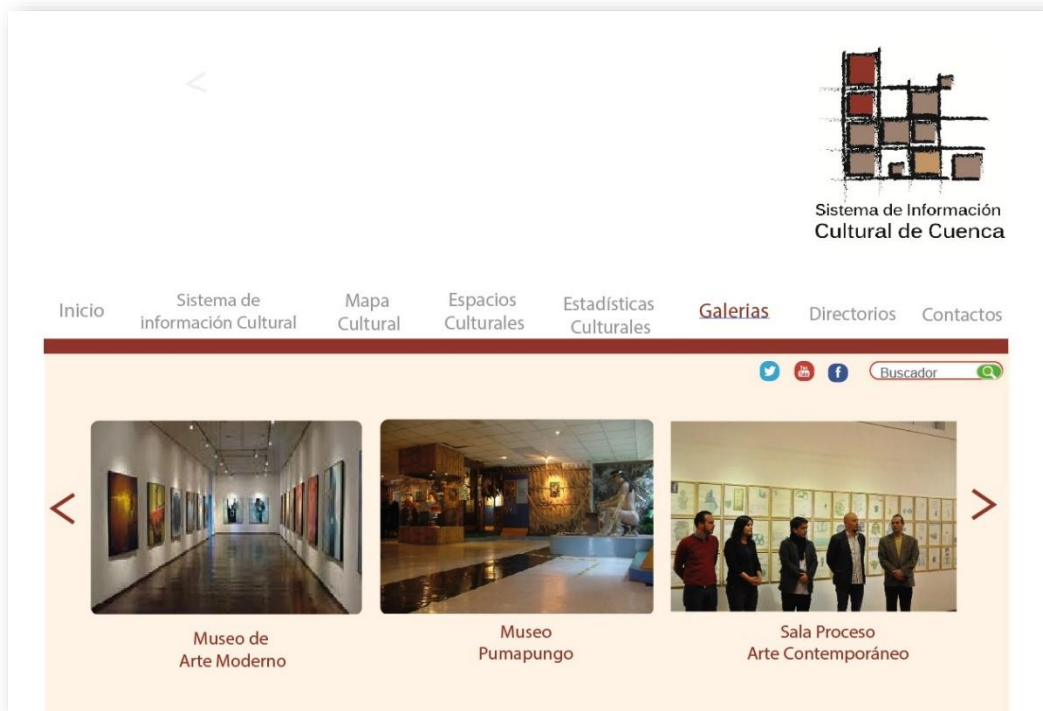 Sistema de Información
Cultural de Cuenca
Inicio
Sistema de
información Cultural
Mapa
Cultural
Espacios
Culturales
Estadísticas
Culturales
Galerias
Directorios
Contactos
Buscador
Museo de
Arte Moderno
Museo
Pumapungo
Sala Proceso
Arte Contemporáneo